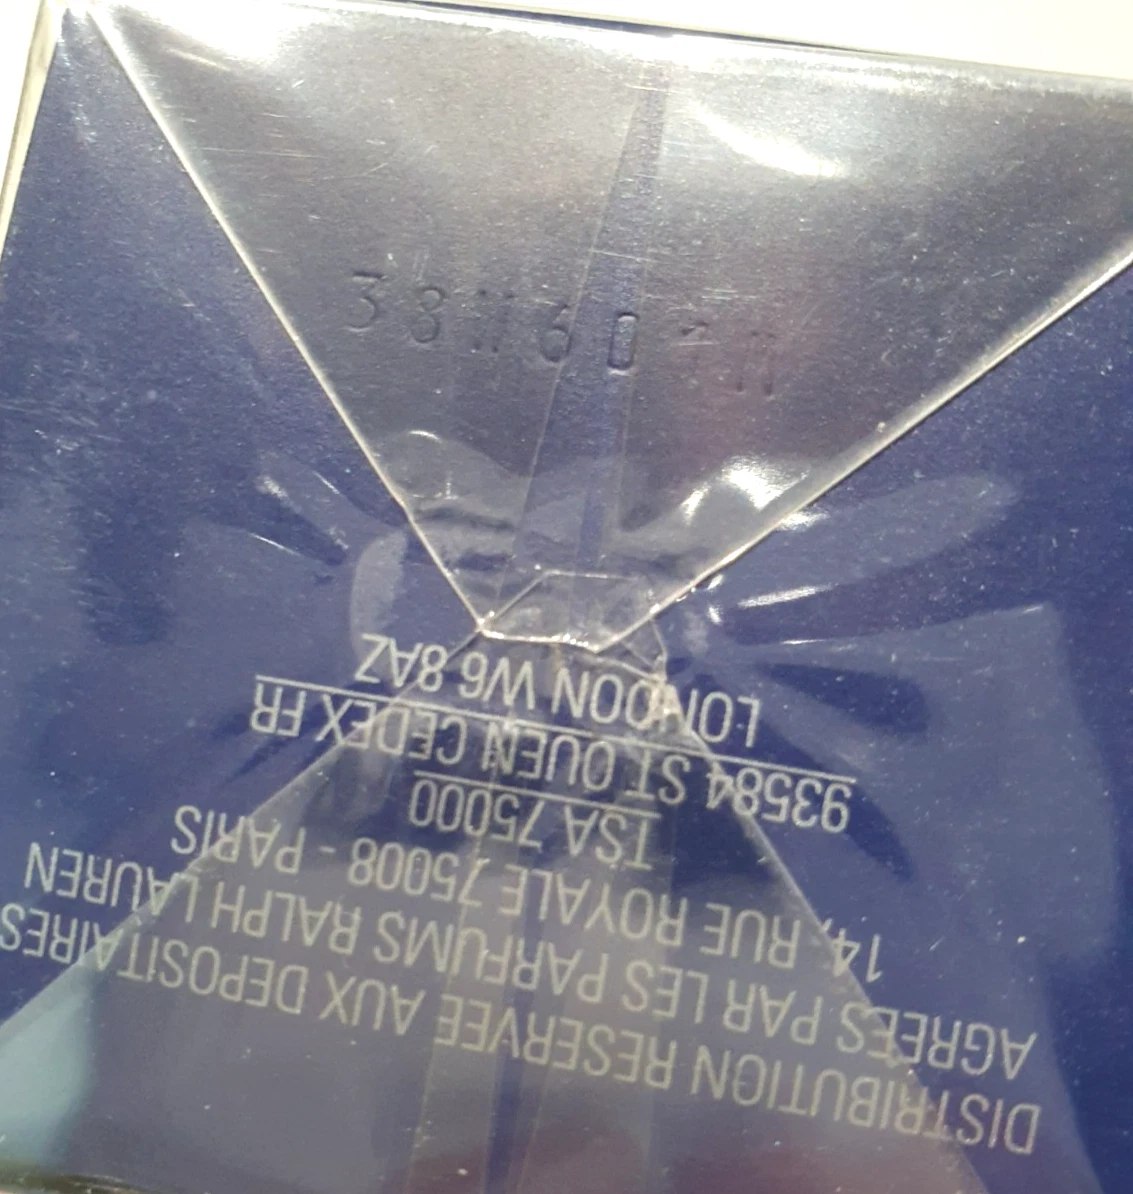 DISTRIBUTION RESERVEE AUX DEPOSITAIRES
AGREES PAR LES PARFUMS RALPH LAUREN
14, RUE ROYALE 75008 - PARIS
TSA 75000
93584 ST OUEN CEDEX FR
LONDON W6 8AZ